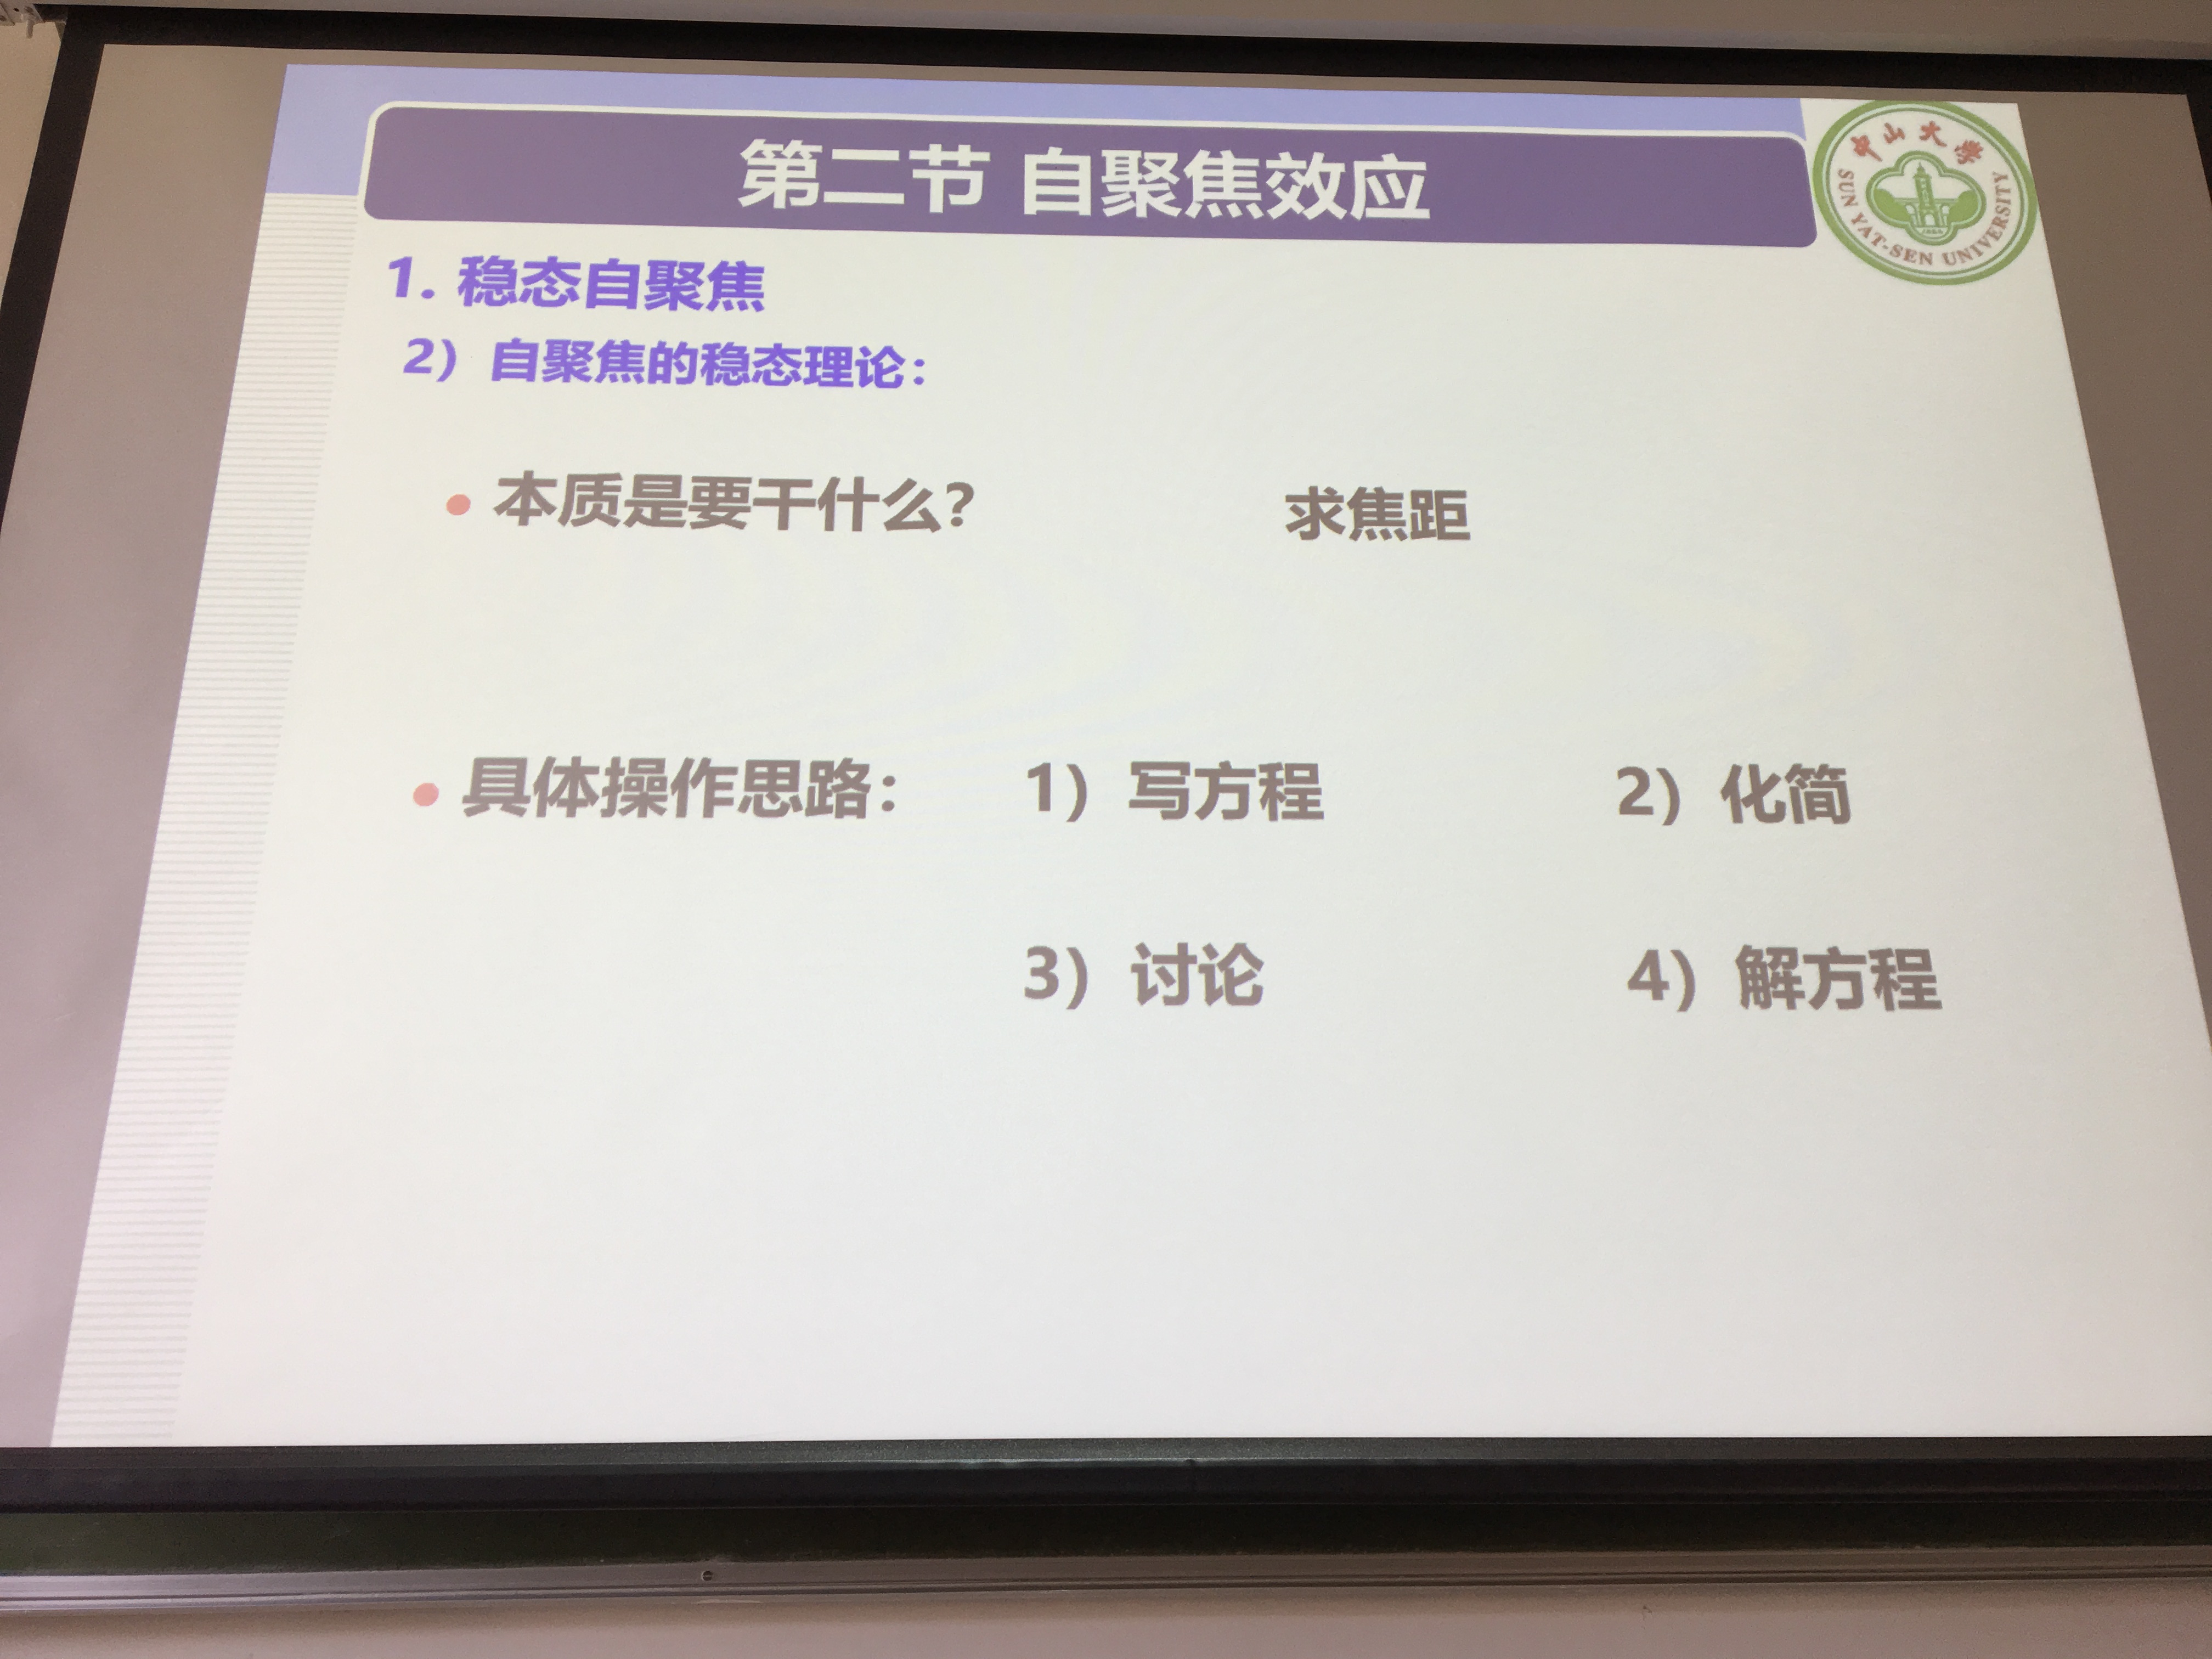 第二节 自聚焦效应
中山大学
SUN YAT-SEN UNIVERSITY
1. 稳态自聚焦
2）自聚焦的稳态理论：
• 本质是要干什么？ 求焦距
• 具体操作思路： 1）写方程 2）化简
3）讨论 4）解方程